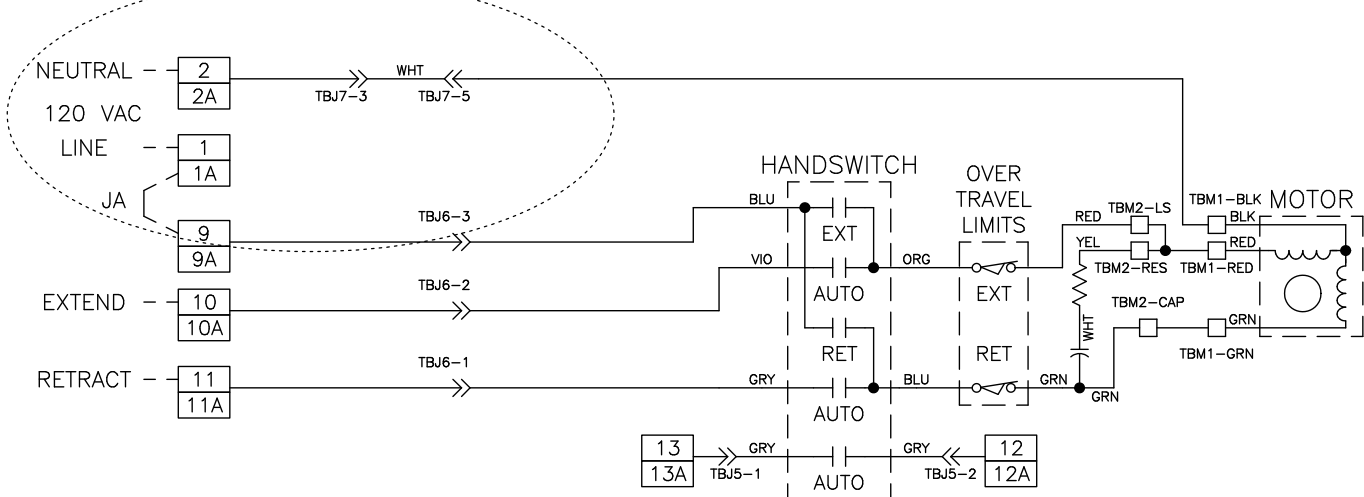 NEUTRAL
2
2A
TBJ7-3
WHT
TBJ7-5
120 VAC
LINE
1
1A
JA
9
9A
TBJ6-3
BLU
HANDSWITCH
EXT
VIO
AUTO
ORG
OVER
TRAVEL
LIMITS
EXT
RED
TBM2-LS
TBM1-BLK
BLK
MOTOR
YEL
TBM2-RES
RED
TBM1-RED
TBM2-CAP
WHT
GRN
TBM1-GRN
EXTEND
10
10A
TBJ6-2
RET
RET
RETRACT
11
11A
TBJ6-1
GRY
AUTO
BLU
GRN
GRN
13
13A
TBJ5-1
GRY
AUTO
GRY
TBJ5-2
12
12A